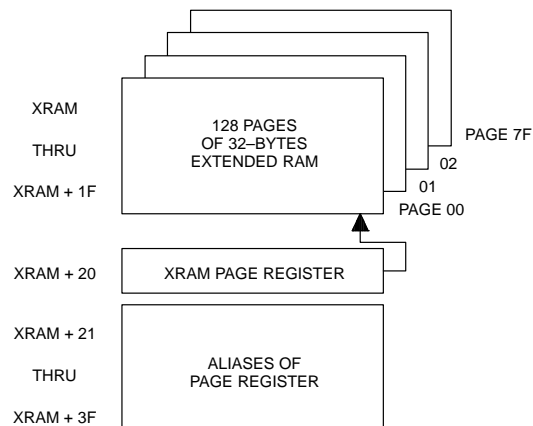 XRAM
THRU
XRAM + 1F
128 PAGES
OF 32–BYTES
EXTENDED RAM
PAGE 7F
02
01
PAGE 00
XRAM + 20
XRAM PAGE REGISTER
XRAM + 21
THRU
XRAM + 3F
ALIASES OF
PAGE REGISTER